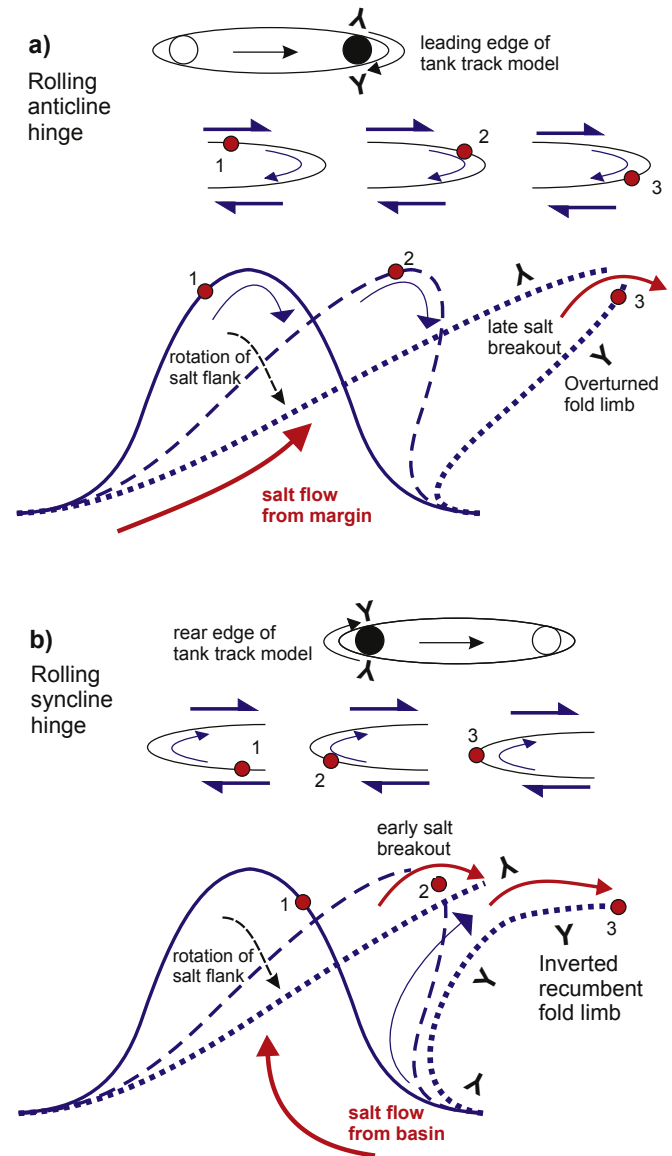 a)
Rolling
anticline
hinge
leading edge of
tank track model
1
2
3
1
2
3
rotation of
salt flank
late salt
breakout
Overturned
fold limb
salt flow
from margin
b)
Rolling
syncline
hinge
rear edge of
tank track model
1
2
3
early salt
breakout
1
2
3
rotation of
salt flank
Inverted
recumbent
fold limb
salt flow
from basin